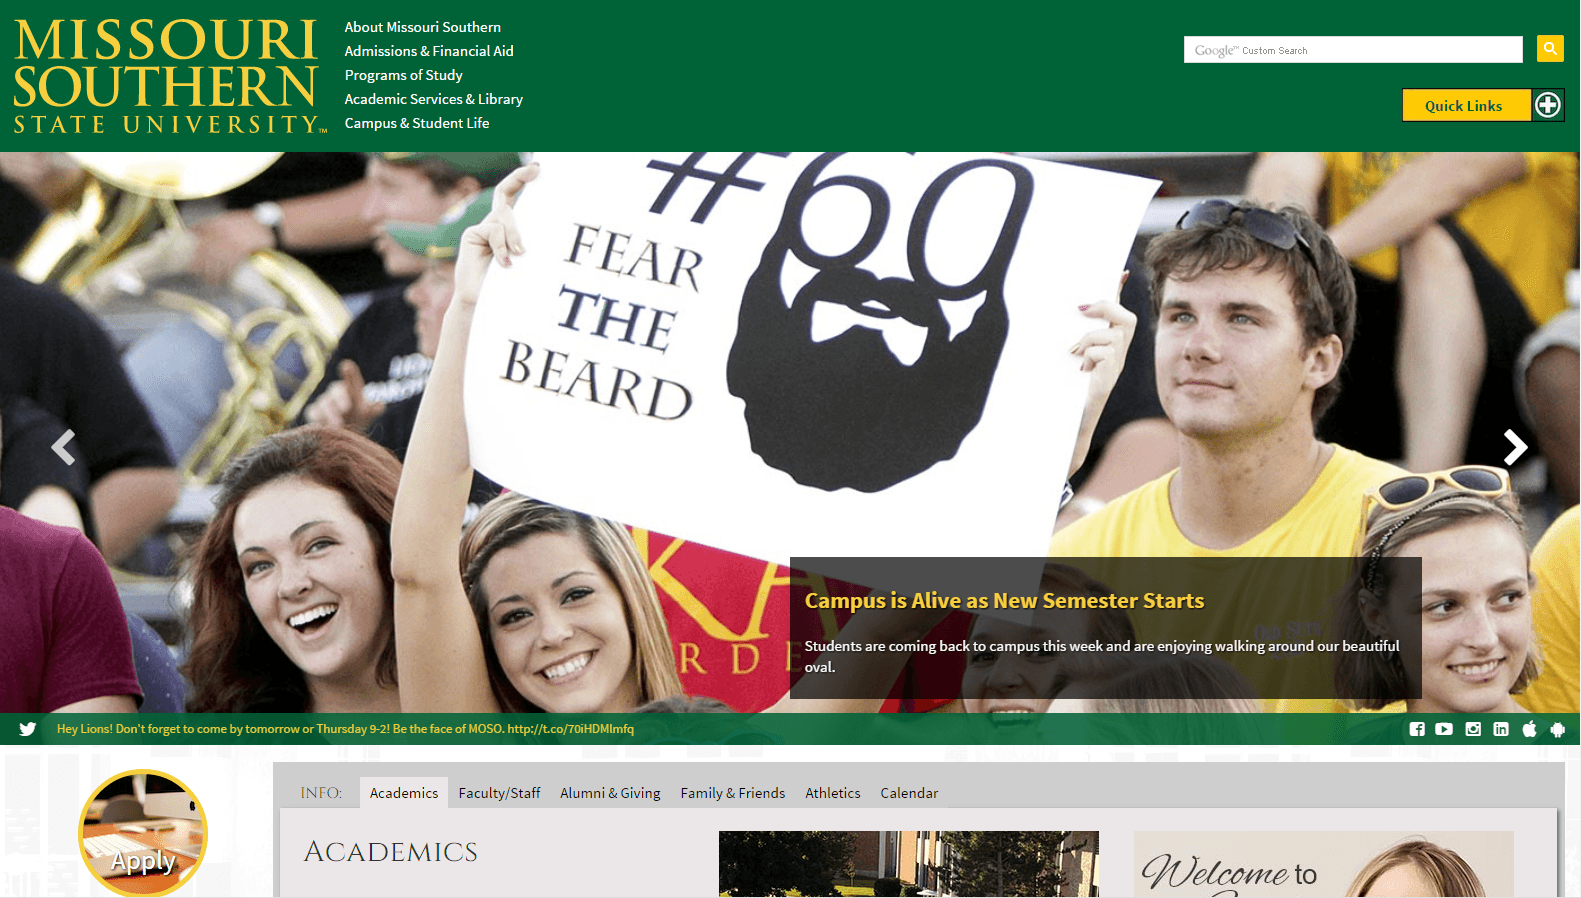 MISSOURI
SOUTHERN
STATE UNIVERSITY™
About Missouri Southern
Admissions & Financial Aid
Programs of Study
Academic Services & Library
Campus & Student Life
Google™ Custom Search
Quick Links
#60
FEAR
THE
BEARD
KA
RDE
Campus is Alive as New Semester Starts
Students are coming back to campus this week and are enjoying walking around our beautiful
oval.
Hey Lions! Don't forget to come by tomorrow or Thursday 9-2! Be the face of MOSO. http://t.co/70iHDMlmfq
Apply
INFO:
Academics
Faculty/Staff
Alumni & Giving
Family & Friends
Athletics
Calendar
ACADEMICS
Welcome to